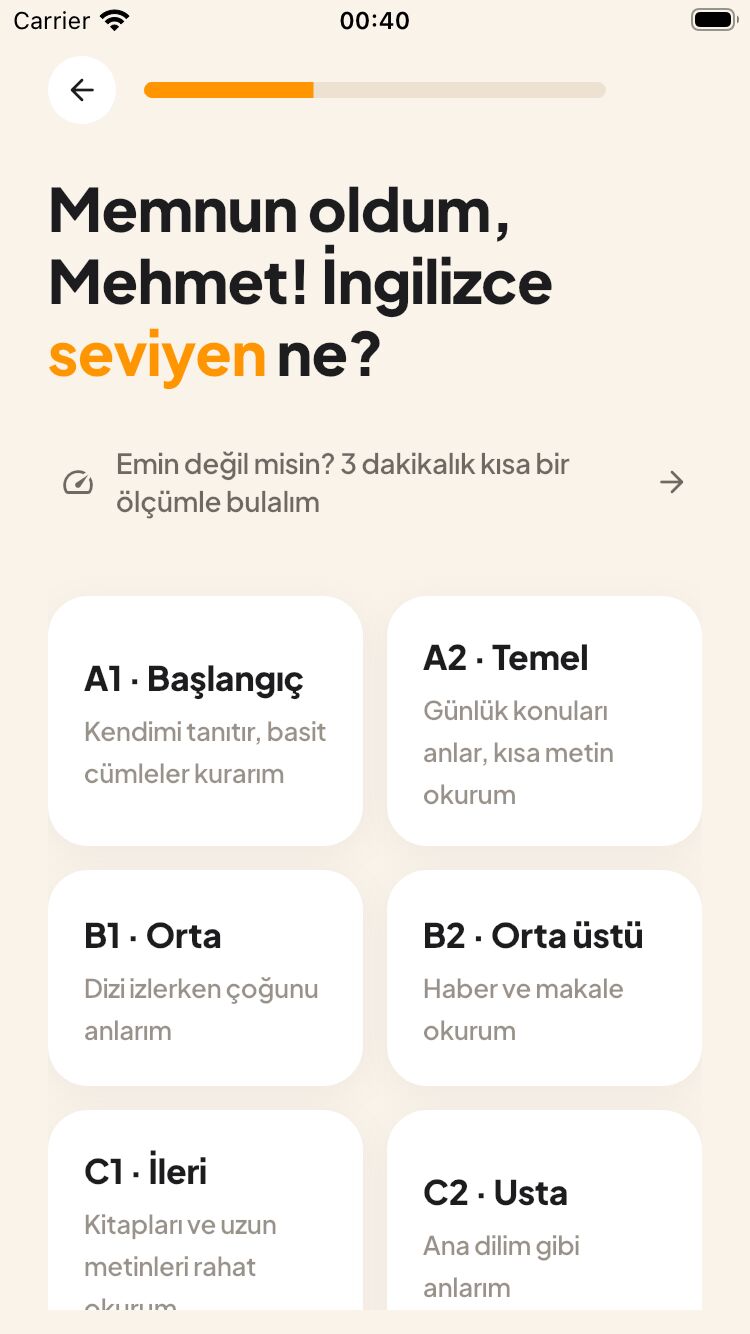 Carrier
00:40
Memnun oldum,
Mehmet! İngilizce
seviyen ne?
Emin değil misin? 3 dakikalık kısa bir
ölçümle bulalım
A1 · Başlangıç
Kendimi tanıtır, basit
cümleler kurarım
A2 · Temel
Günlük konuları
anlar, kısa metin
okurum
B1 · Orta
Dizi izlerken çoğunu
anlarım
B2 · Orta üstü
Haber ve makale
okurum
C1 · İleri
Kitapları ve uzun
metinleri rahat
okurum
C2 · Usta
Ana dilim gibi
anlarım